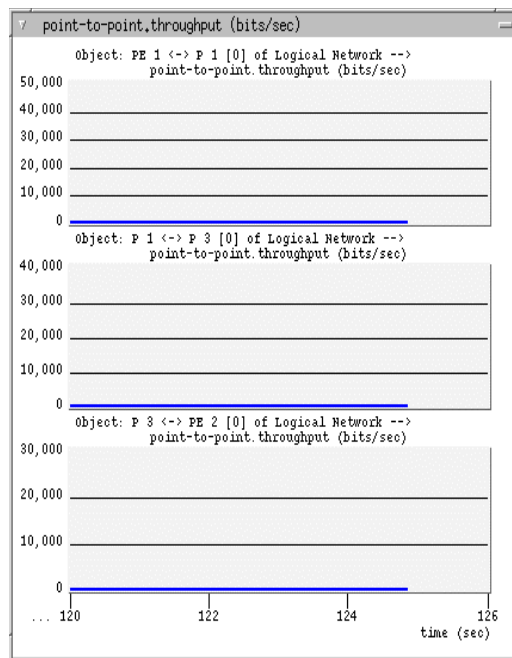 point-to-point.throughput (bits/sec)
Object: PE 1 <-> P 1 [0] of Logical Network -->
point-to-point.throughput (bits/sec)
50,000
40,000
30,000
20,000
10,000
0
Object: P 1 <-> P 3 [0] of Logical Network -->
point-to-point.throughput (bits/sec)
40,000
30,000
20,000
10,000
0
Object: P 3 <-> PE 2 [0] of Logical Network -->
point-to-point.throughput (bits/sec)
30,000
20,000
10,000
0
... 120 122 124 126
time (sec)